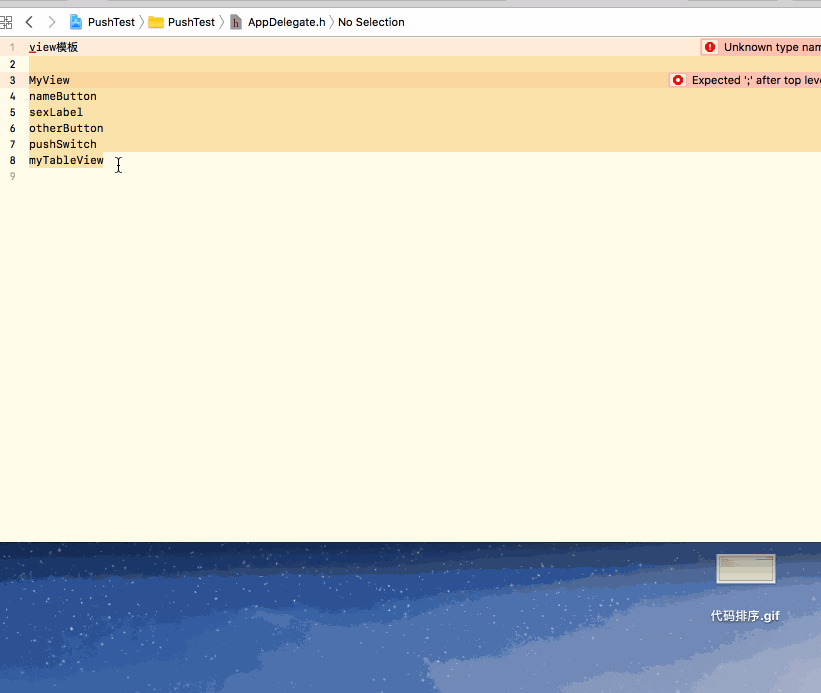 PushTest PushTest AppDelegate.h No Selection
1 view模板 Unknown type nam
2
3 MyView Expected ';' after top leve
4 nameButton
5 sexLabel
6 otherButton
7 pushSwitch
8 myTableView
9
代码排序.gif